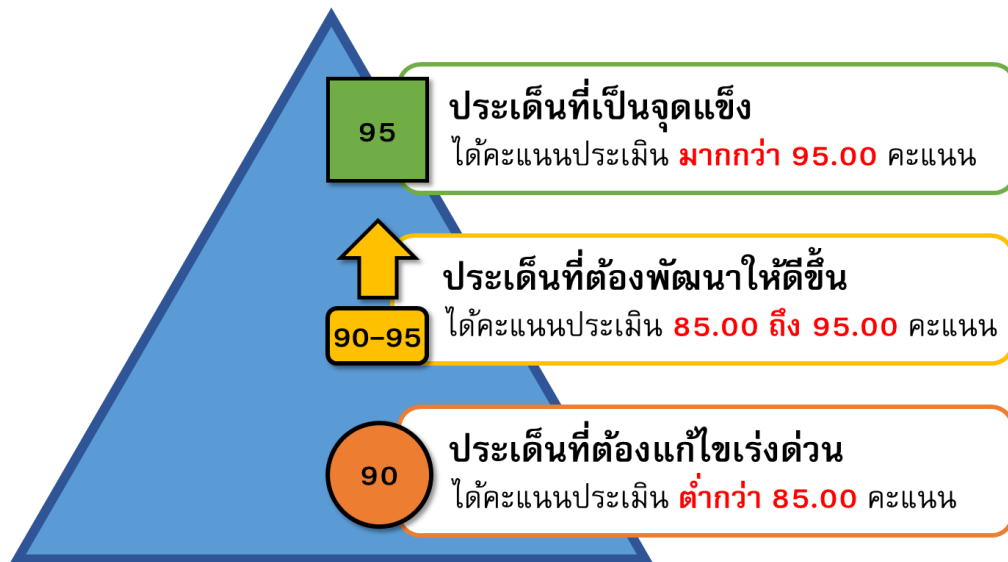 95
ประเด็นที่เป็นจุดแข็ง
ได้คะแนนประเมิน มากกว่า 95.00 คะแนน
90-95
ประเด็นที่ต้องพัฒนาให้ดีขึ้น
ได้คะแนนประเมิน 85.00 ถึง 95.00 คะแนน
90
ประเด็นที่ต้องแก้ไขเร่งด่วน
ได้คะแนนประเมิน ต่ำกว่า 85.00 คะแนน